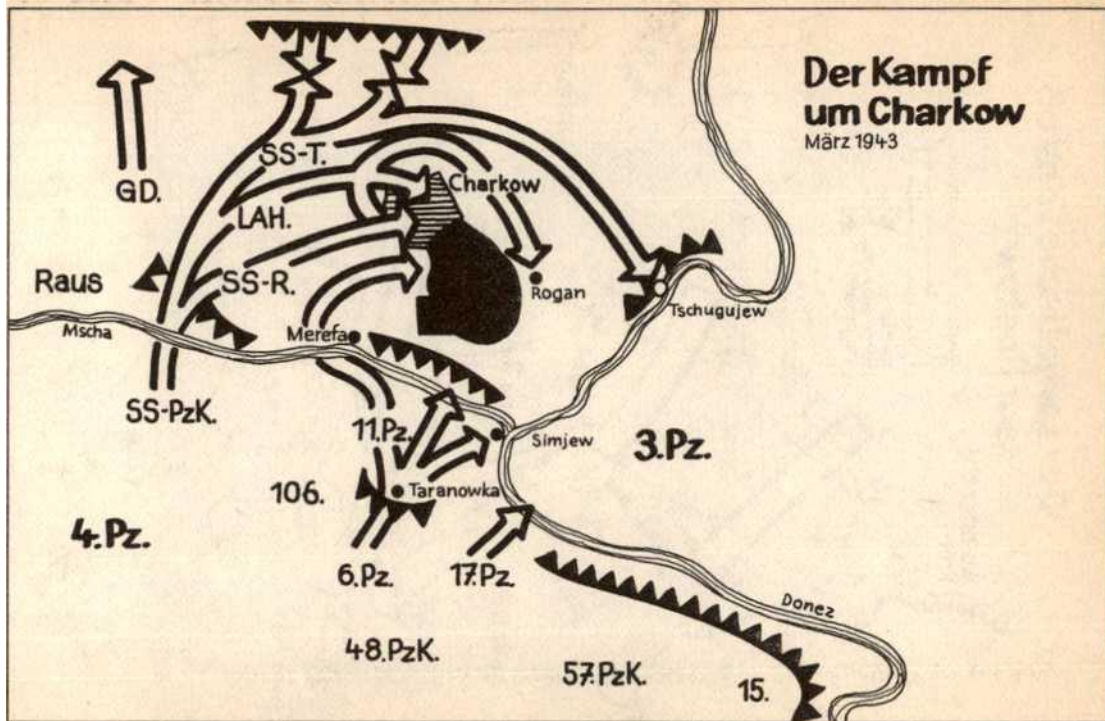 Der Kampf
um Charkow
März 1943
SS-T.
GD.
Charkow
LAH.
Raus
SS-R.
Rogan
Tschugujew
Mscha
Merefa
SS-PzK.
11.Pz.
Simjew
3.Pz.
106.
Taranowka
4.Pz.
6.Pz.
17.Pz.
Donez
48.PzK.
57.PzK.
15.